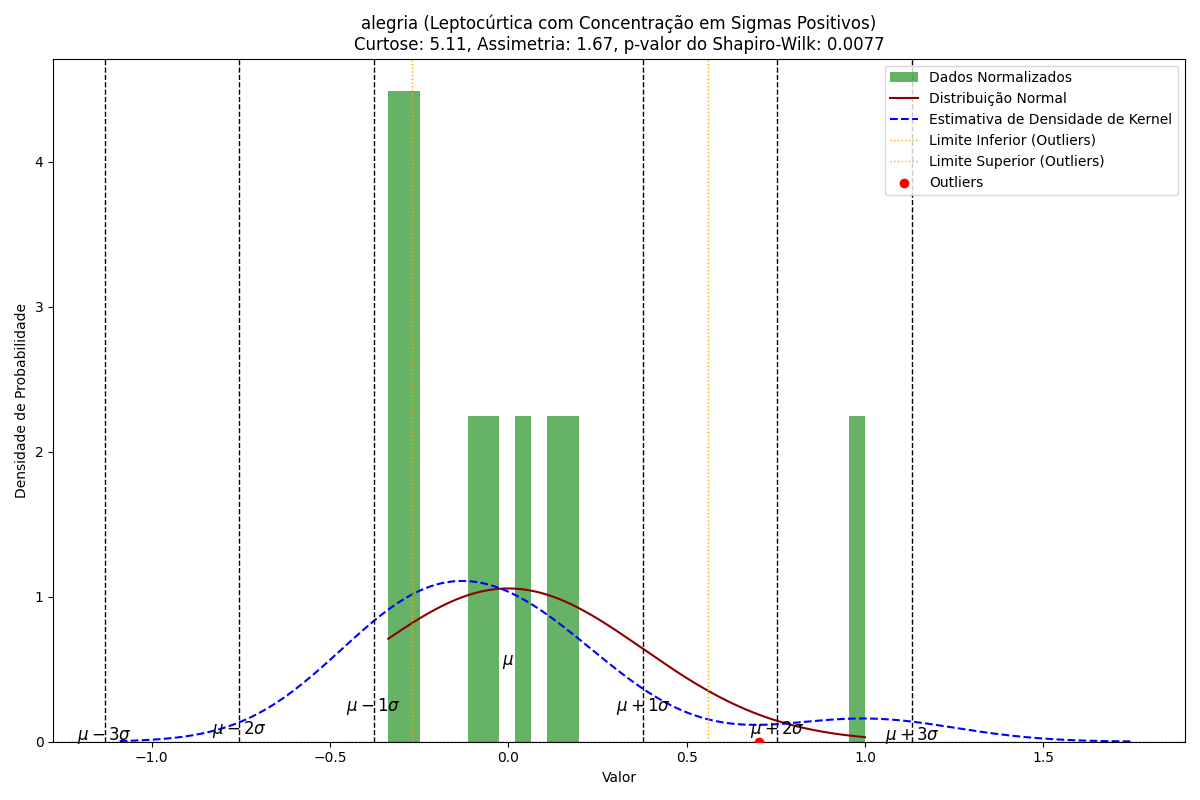 alegria (Leptocúrtica com Concentração em Sigmas Positivos)
Curtose: 5.11, Assimetria: 1.67, p-valor do Shapiro-Wilk: 0.0077
Dados Normalizados
Distribuição Normal
Estimativa de Densidade de Kernel
Limite Inferior (Outliers)
Limite Superior (Outliers)
Outliers
Densidade de Probabilidade
4
3
2
1
0
μ
μ − 1σ
μ + 1σ
μ − 3σ
μ − 2σ
μ + 2σ
μ + 3σ
−1.0
−0.5
0.0
0.5
1.0
1.5
Valor